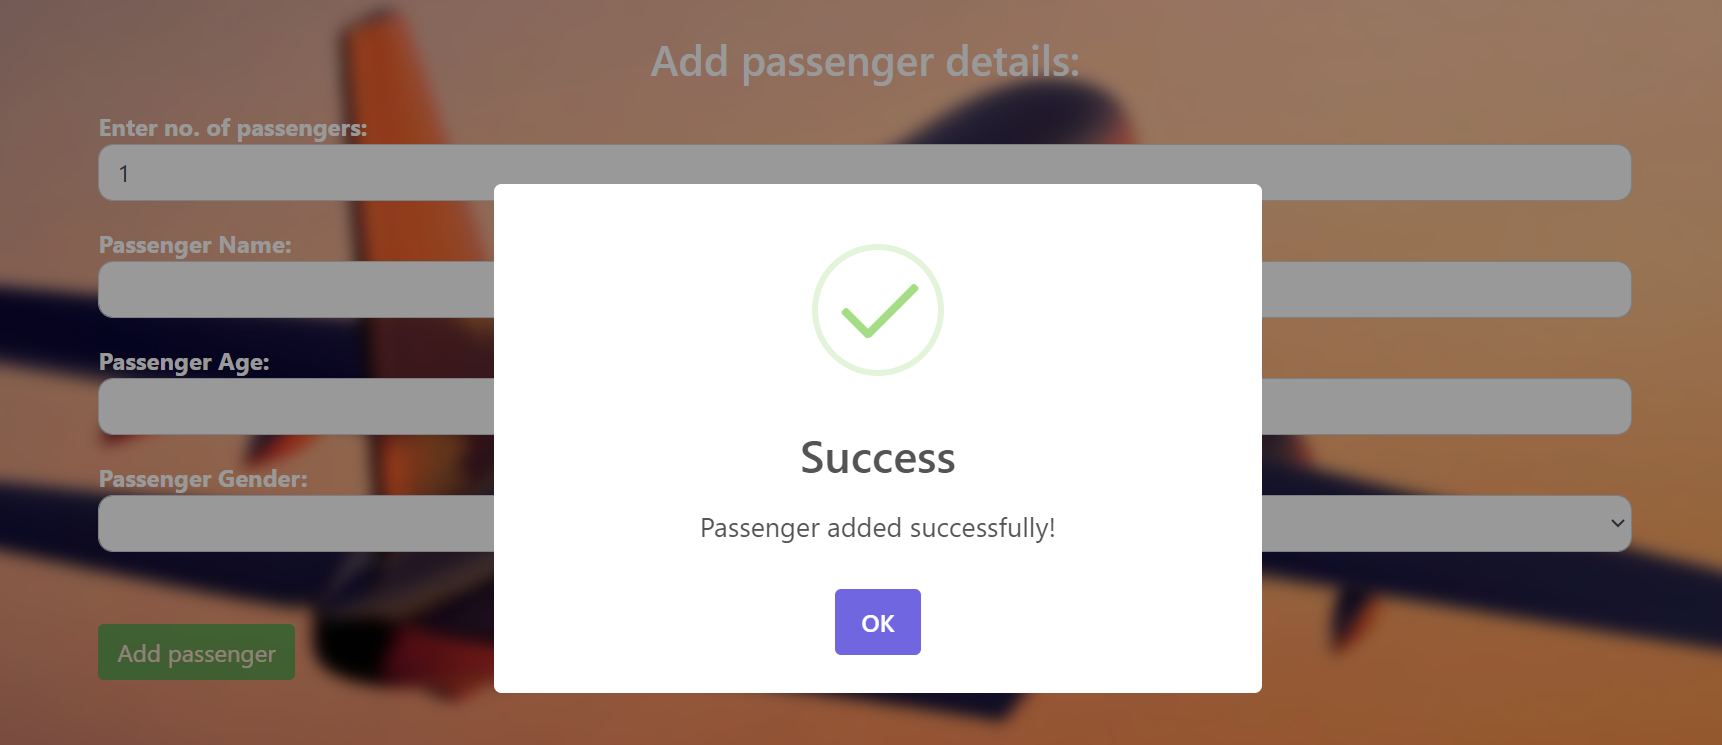 Add passenger details:
Enter no. of passengers:
1
Passenger Name:
Passenger Age:
Passenger Gender:
Add passenger
Success
Passenger added successfully!
OK